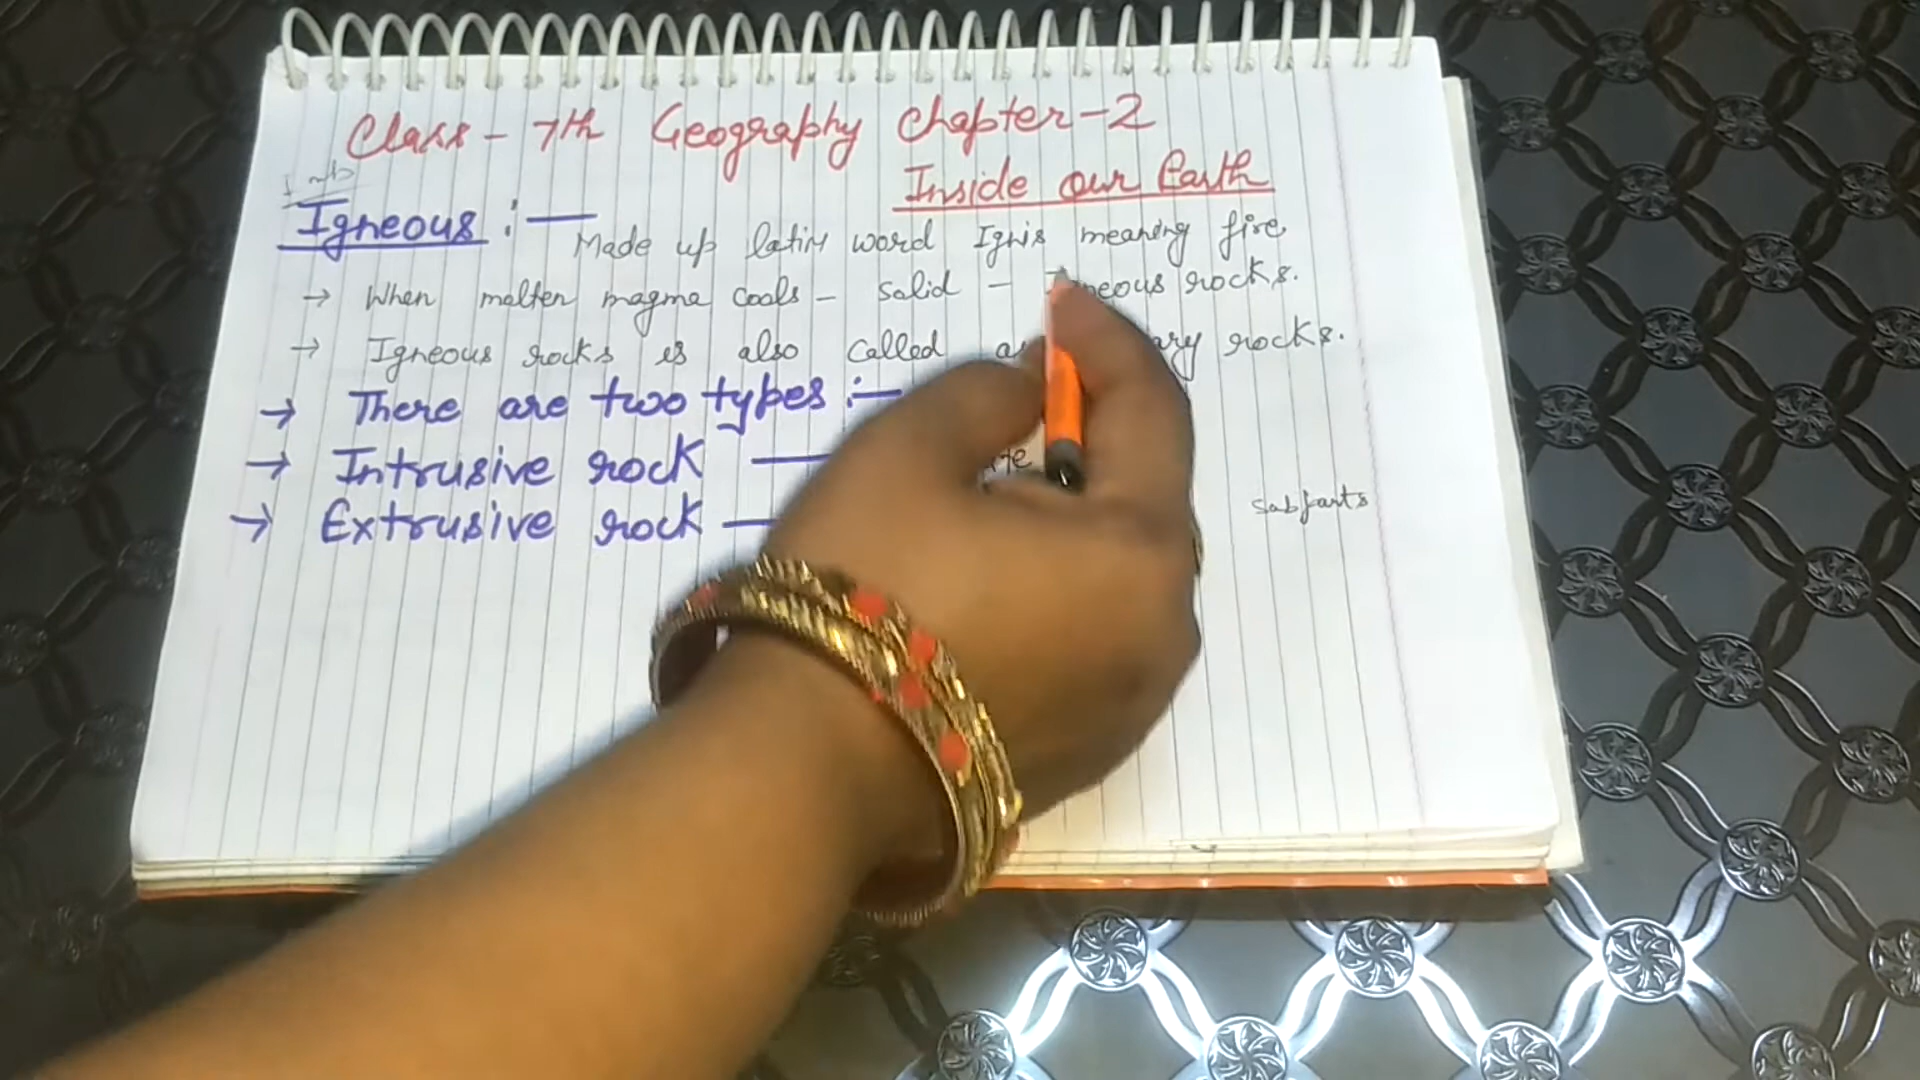 Class - 7th Geography Chapter-2
Inside our Earth
Igneous :—
Made up latin word Ignis meaning fire
→ When molten magma cools - solid - Igneous rocks.
→ Igneous rocks is also called rocks.
→ There are two types :—
→ Intrusive rock —
→ Extrusive rock —